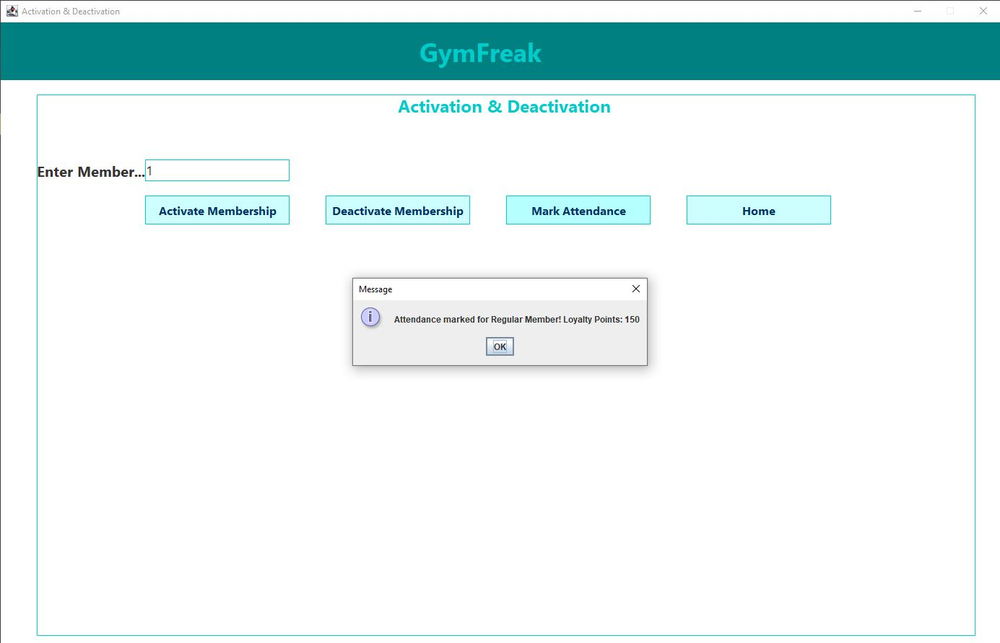 Activation & Deactivation
GymFreak
Activation & Deactivation
Enter Member... 1
Activate Membership Deactivate Membership Mark Attendance Home
Message
Attendance marked for Regular Member! Loyalty Points: 150
OK